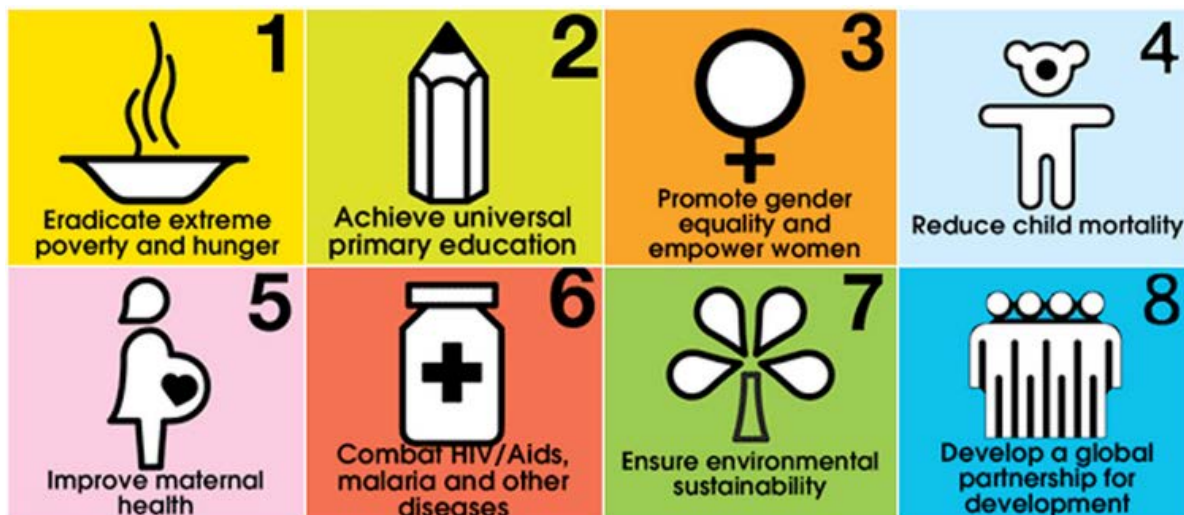 1
Eradicate extreme
poverty and hunger
2
Achieve universal
primary education
3
Promote gender
equality and
empower women
4
Reduce child mortality
5
Improve maternal
health
6
Combat HIV/Aids,
malaria and other
diseases
7
Ensure environmental
sustainability
8
Develop a global
partnership for
development